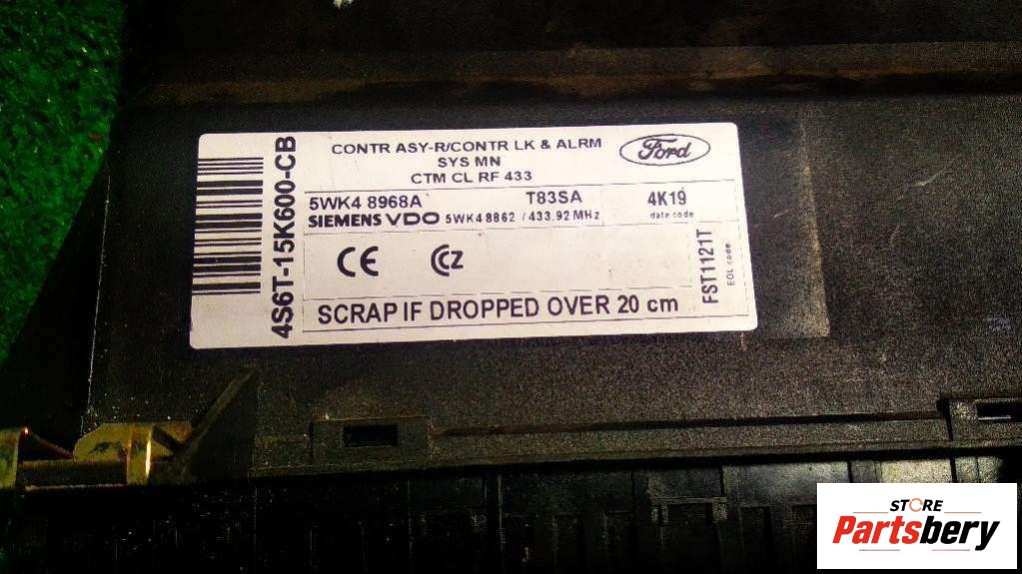 4S6T-15K600-CB
CONTR ASY-R/CONTR LK & ALRM
SYS MN
CTM CL RF 433
Ford
5WK4 8968A T83SA 4K19
SIEMENS VDO 5WK4 8862 / 433.92 MHz date code
CE CCZ
FST1121T
EOL code
SCRAP IF DROPPED OVER 20 cm
STORE
Partsbery